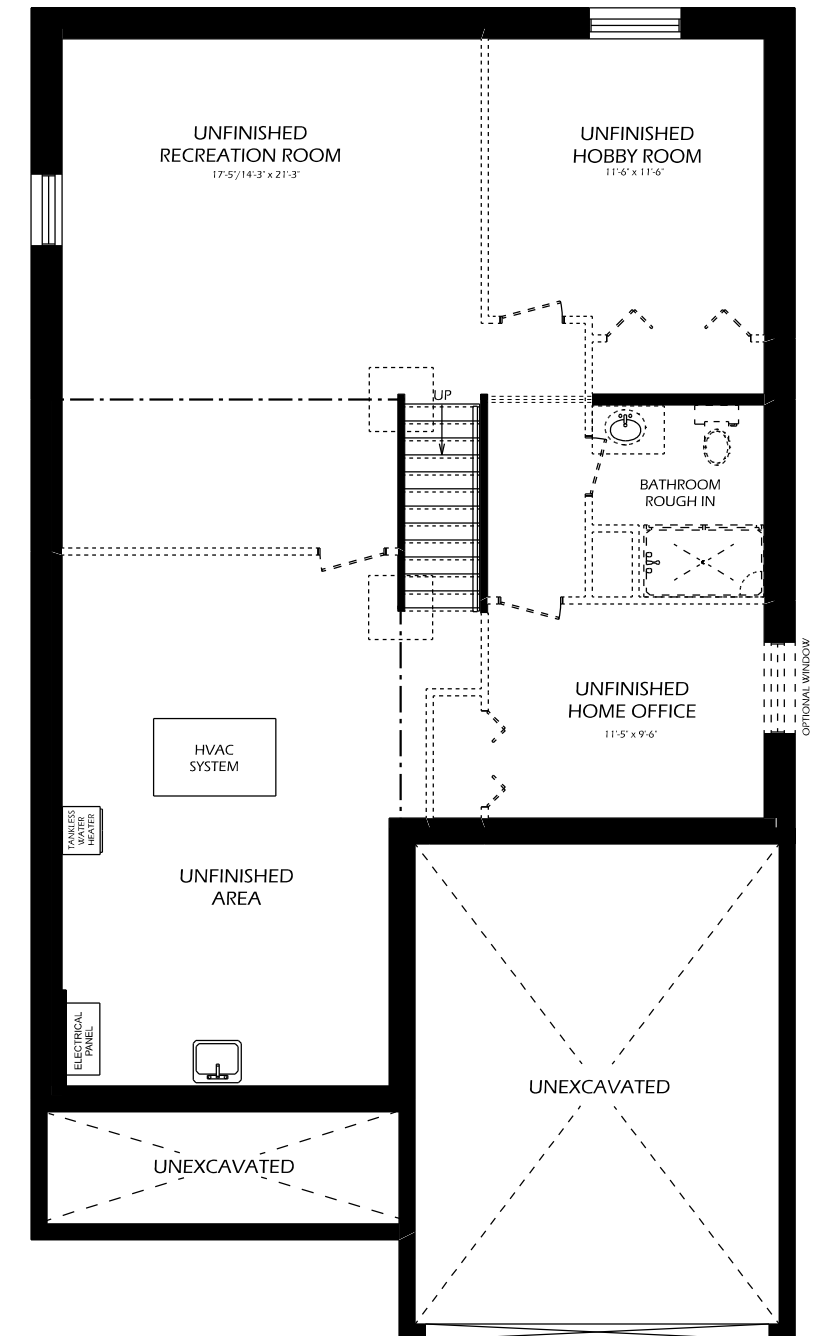 UNFINISHED
RECREATION ROOM
17'-5"/14'-3" x 21'-3"
UNFINISHED
HOBBY ROOM
11'-6" x 11'-6"
UP
BATHROOM
ROUGH IN
UNFINISHED
HOME OFFICE
11'-5" x 9'-6"
OPTIONAL WINDOW
HVAC
SYSTEM
TANKLESS
WATER
HEATER
UNFINISHED
AREA
ELECTRICAL
PANEL
UNEXCAVATED
UNEXCAVATED